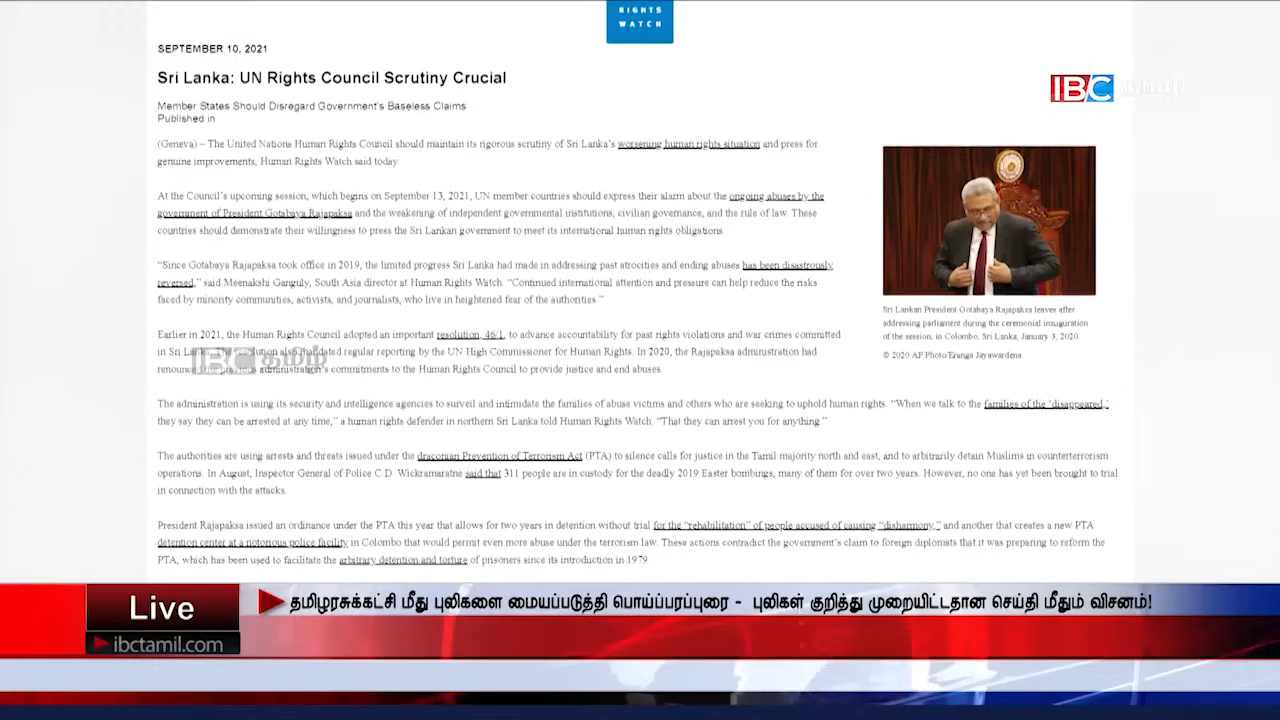 RIGHTS
WATCH
SEPTEMBER 10, 2021
Sri Lanka: UN Rights Council Scrutiny Crucial
Member States Should Disregard Government's Baseless Claims
Published in
IBC தமிழ்
(Geneva) – The United Nations Human Rights Council should maintain its rigorous scrutiny of Sri Lanka's worsening human rights situation and press for
genuine improvements, Human Rights Watch said today.
At the Council's upcoming session, which begins on September 13, 2021, UN member countries should express their alarm about the ongoing abuses by the
government of President Gotabaya Rajapaksa and the weakening of independent governmental institutions, civilian governance, and the rule of law. These
countries should demonstrate their willingness to press the Sri Lankan government to meet its international human rights obligations.
“Since Gotabaya Rajapaksa took office in 2019, the limited progress Sri Lanka had made in addressing past atrocities and ending abuses has been disastrously
reversed,” said Meenakshi Ganguly, South Asia director at Human Rights Watch. “Continued international attention and pressure can help reduce the risks
faced by minority communities, activists, and journalists, who live in heightened fear of the authorities.”
Sri Lankan President Gotabaya Rajapaksa leaves after
addressing parliament during the ceremonial inauguration
of the session, in Colombo, Sri Lanka, January 3, 2020.
© 2020 AP Photo/Eranga Jayawardena
Earlier in 2021, the Human Rights Council adopted an important resolution, 46/1, to advance accountability for past rights violations and war crimes committed
in Sri also mandated regular reporting by the UN High Commissioner for Human Rights. In 2020, the Rajapaksa administration had
administration's commitments to the Human Rights Council to provide justice and end abuses.
IBC தமிழ்
The administration is using its security and intelligence agencies to surveil and intimidate the families of abuse victims and others who are seeking to uphold human rights. “When we talk to the families of the ‘disappeared,’
they say they can be arrested at any time,” a human rights defender in northern Sri Lanka told Human Rights Watch. “That they can arrest you for anything.”
The authorities are using arrests and threats issued under the draconian Prevention of Terrorism Act (PTA) to silence calls for justice in the Tamil majority north and east, and to arbitrarily detain Muslims in counterterrorism
operations. In August, Inspector General of Police C.D. Wickramaratne said that 311 people are in custody for the deadly 2019 Easter bombings, many of them for over two years. However, no one has yet been brought to trial
in connection with the attacks.
President Rajapaksa issued an ordinance under the PTA this year that allows for two years in detention without trial for the “rehabilitation” of people accused of causing “disharmony,” and another that creates a new PTA
detention center at a notorious police facility in Colombo that would permit even more abuse under the terrorism law. These actions contradict the government's claim to foreign diplomats that it was preparing to reform the
PTA, which has been used to facilitate the arbitrary detention and torture of prisoners since its introduction in 1979.
Live
தமிழரசுக்கட்சி மீது புலிகளை மையப்படுத்தி பொய்ப்பரப்புரை - புலிகள் குறித்து முறையிட்டதான செய்தி மீதும் விசனம்!
ibctamil.com